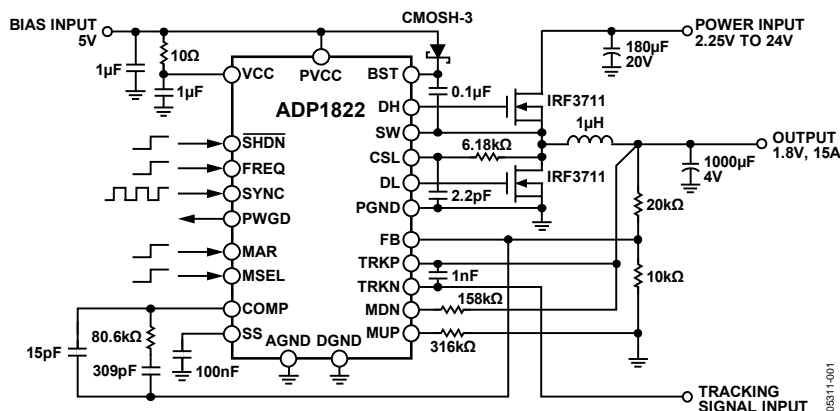 BIAS INPUT
5V
10Ω
1µF
1µF
CMOSH-3
180µF
20V
POWER INPUT
2.25V TO 24V
VCC
PVCC
BST
0.1µF
ADP1822
DH
IRF3711
1µH
SW
SHDN
CSL
6.18kΩ
OUTPUT
1.8V, 15A
FREQ
DL
IRF3711
1000µF
4V
SYNC
2.2pF
PWGD
PGND
20kΩ
FB
MAR
TRKP
MSEL
1nF
10kΩ
TRKN
COMP
MDN
158kΩ
80.6kΩ
SS
MUP
316kΩ
15pF
AGND
DGND
309pF
100nF
TRACKING
SIGNAL INPUT
05311-001